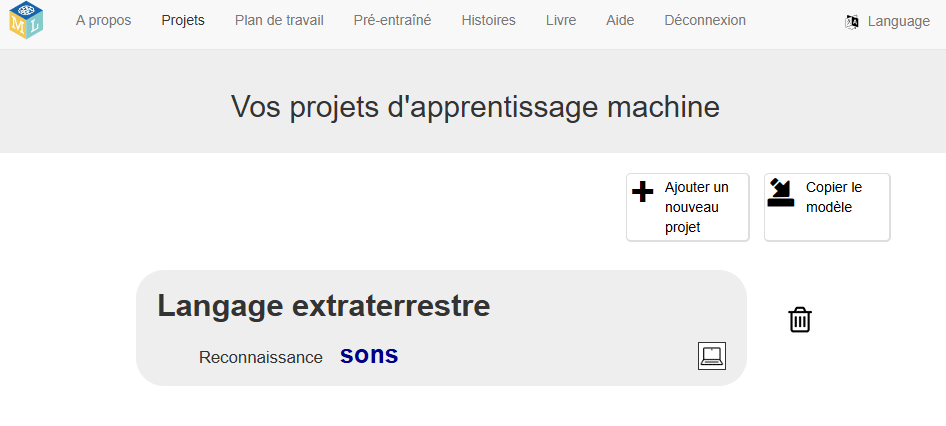 M L A propos Projets Plan de travail Pré-entraîné Histoires Livre Aide Déconnexion Language
Vos projets d'apprentissage machine
Ajouter un
nouveau
projet
Copier le
modèle
Langage extraterrestre
Reconnaissance sons